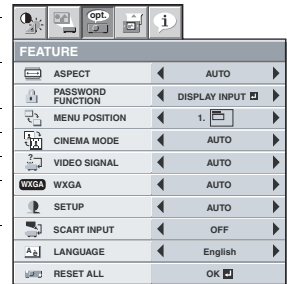 opt.
i
FEATURE
ASPECT AUTO
PASSWORD FUNCTION DISPLAY INPUT
MENU POSITION 1.
CINEMA MODE AUTO
VIDEO SIGNAL AUTO
WXGA WXGA AUTO
SETUP AUTO
SCART INPUT OFF
LANGUAGE English
RESET ALL OK